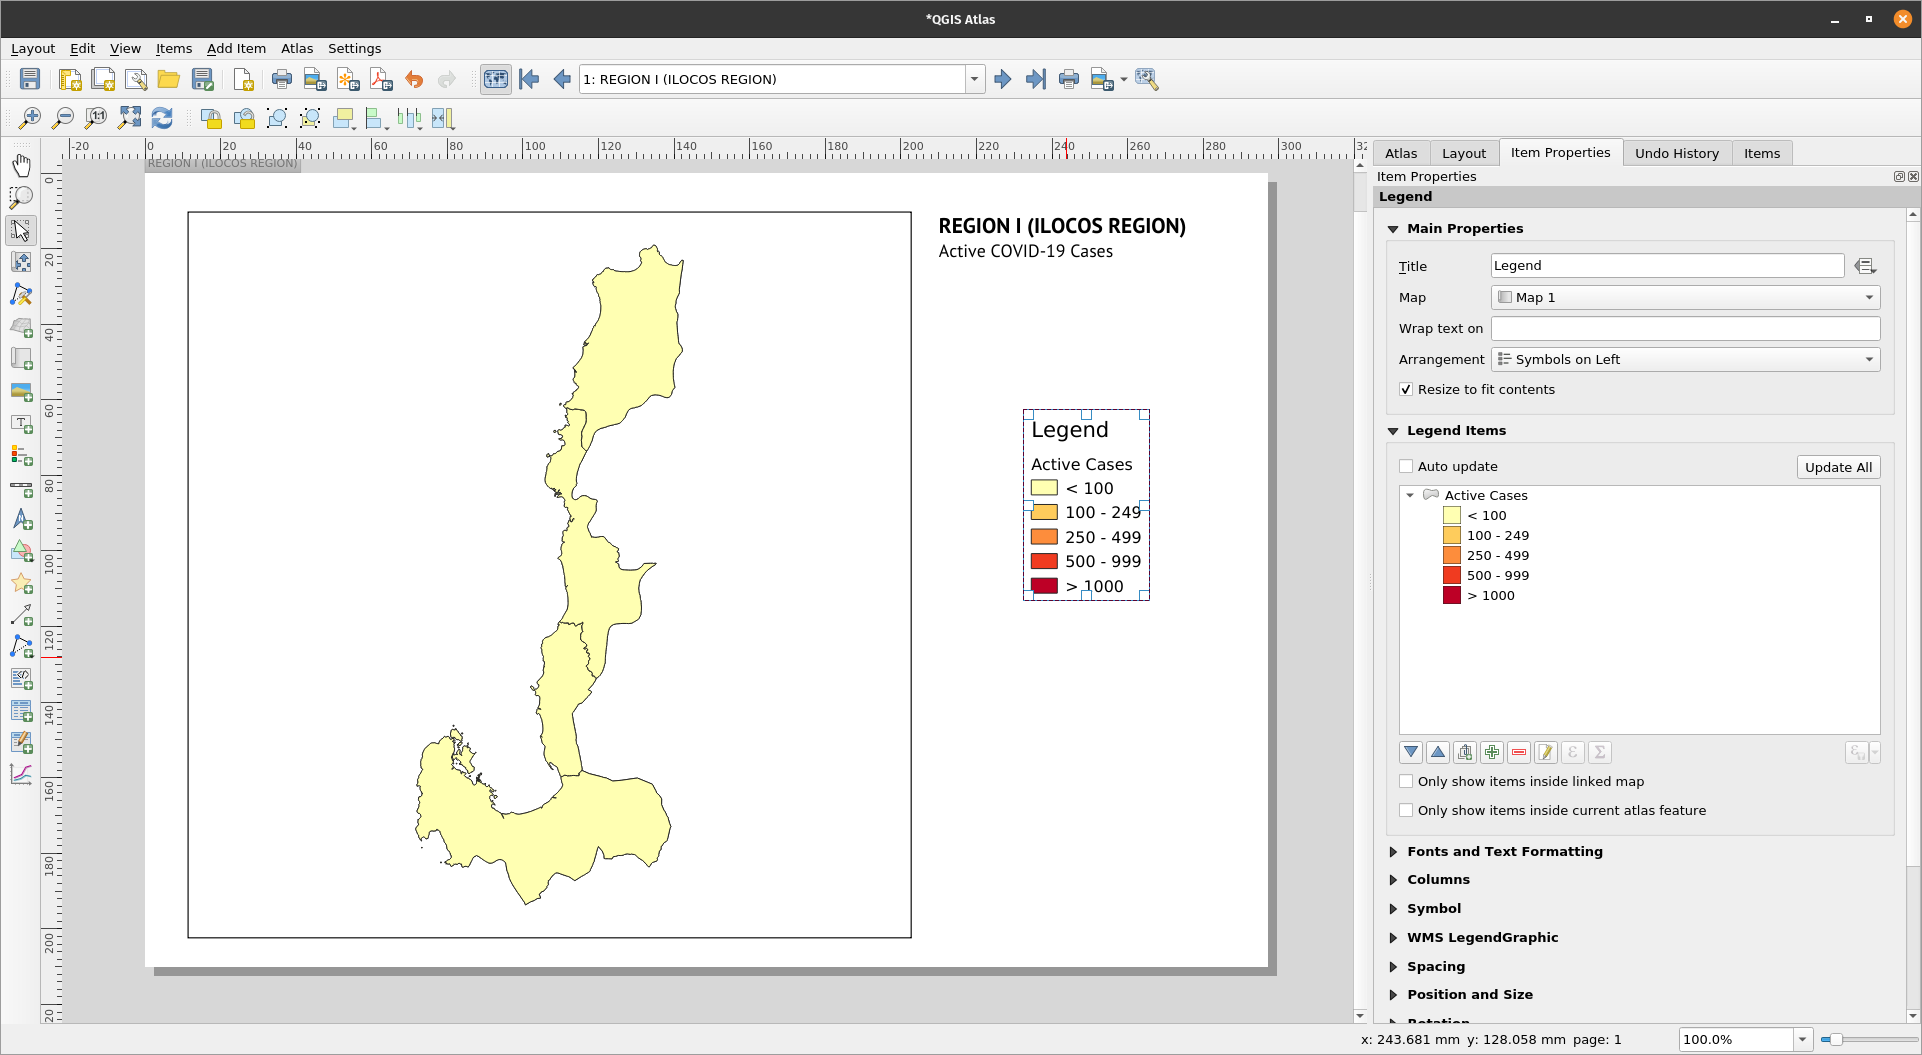 *QGIS Atlas
Layout Edit View Items Add Item Atlas Settings
1: REGION I (ILOCOS REGION)
1:1
-20 0 20 40 60 80 100 120 140 160 180 200 220 240 260 280 300 32
0
20
40
60
80
100
120
140
160
180
200
20
REGION I (ILOCOS REGION)
REGION I (ILOCOS REGION)
Active COVID-19 Cases
Legend
Active Cases
< 100
100 - 249
250 - 499
500 - 999
> 1000
Atlas Layout Item Properties Undo History Items
Item Properties
Legend
Main Properties
Title Legend
Map Map 1
Wrap text on
Arrangement Symbols on Left
Resize to fit contents
Legend Items
Auto update Update All
Active Cases
< 100
100 - 249
250 - 499
500 - 999
> 1000
Only show items inside linked map
Only show items inside current atlas feature
Fonts and Text Formatting
Columns
Symbol
WMS LegendGraphic
Spacing
Position and Size
Rotation
x: 243.681 mm y: 128.058 mm page: 1 100.0%